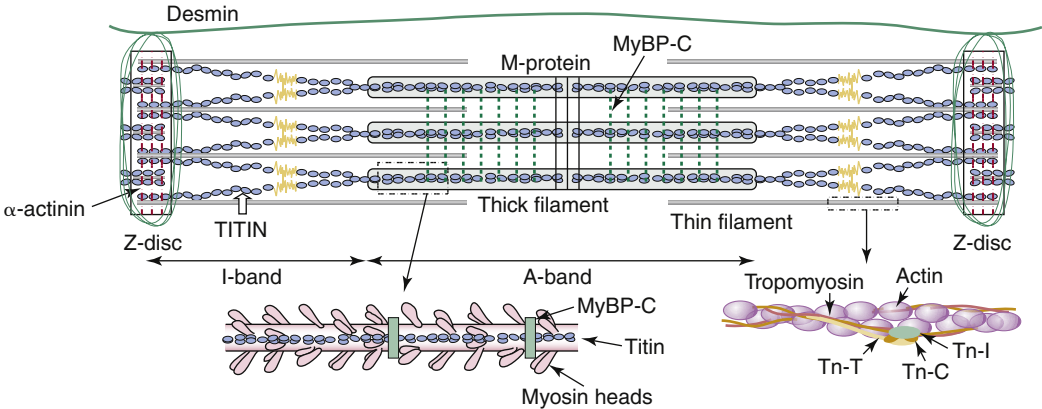 Desmin
MyBP-C
M-protein
α-actinin
TITIN
Thick filament
Thin filament
Z-disc
Z-disc
I-band
A-band
MyBP-C
Titin
Myosin heads
Tropomyosin
Actin
Tn-I
Tn-T
Tn-C